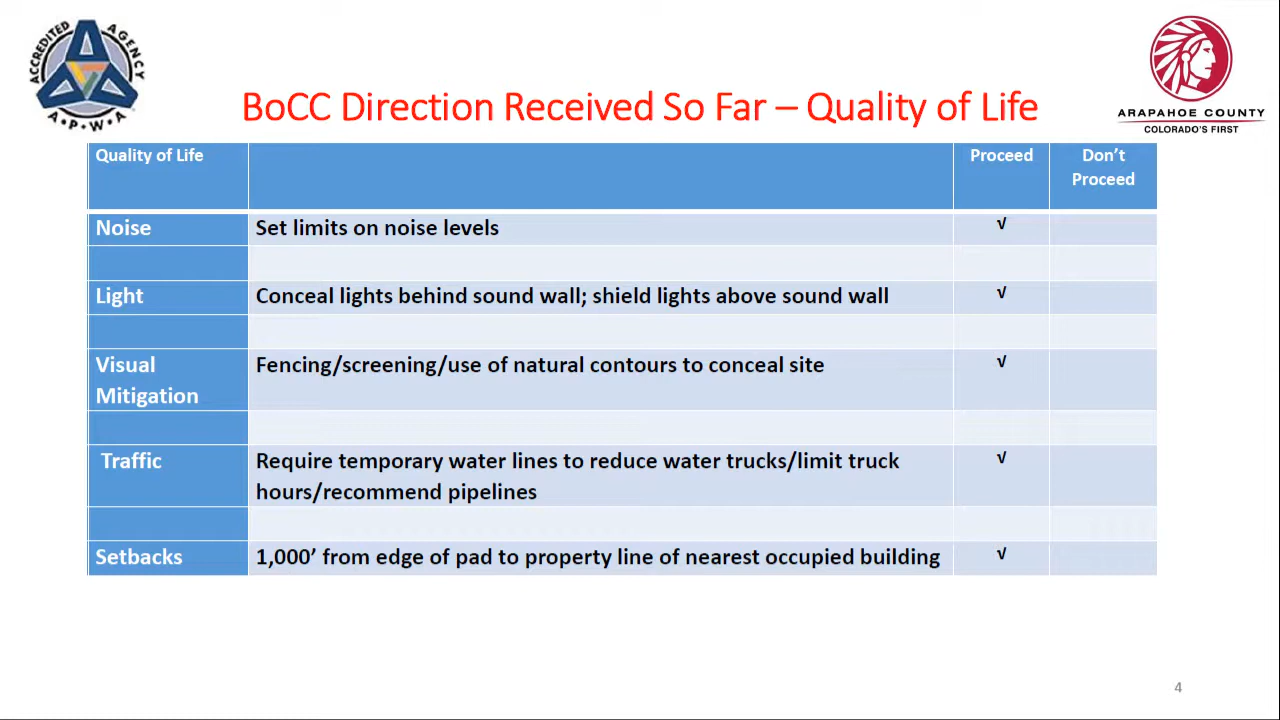 ACCREDITED AGENCY
A•P•W•A
ARAPAHOE COUNTY
COLORADO'S FIRST
BoCC Direction Received So Far – Quality of Life
Quality of Life Proceed Don’t
Proceed
Noise Set limits on noise levels √
Light Conceal lights behind sound wall; shield lights above sound wall √
Visual Fencing/screening/use of natural contours to conceal site √
Mitigation
Traffic Require temporary water lines to reduce water trucks/limit truck √
hours/recommend pipelines
Setbacks 1,000’ from edge of pad to property line of nearest occupied building √
4